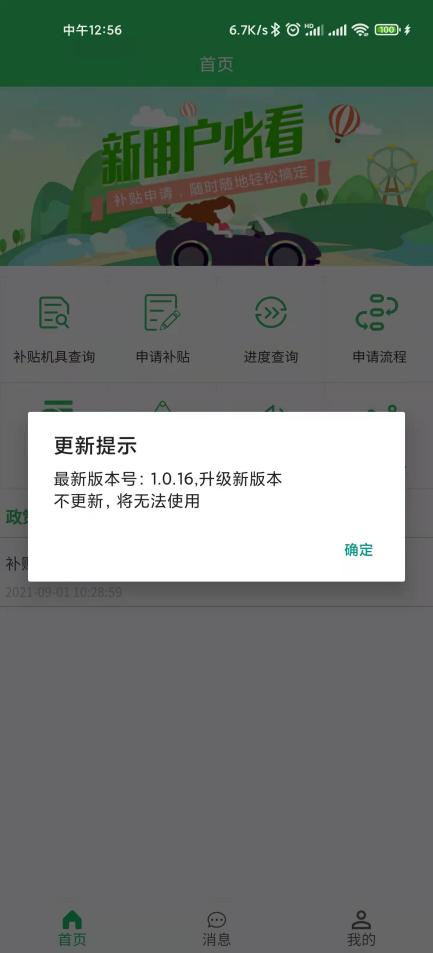 中午12:56
6.7K/s
HD
100
首页
新用户必看
补贴申请，随时随地轻松搞定
补贴机具查询
申请补贴
进度查询
申请流程
更新提示
最新版本号：1.0.16,升级新版本
不更新，将无法使用
确定
补贴
2021-09-01 10:28:59
首页
消息
我的